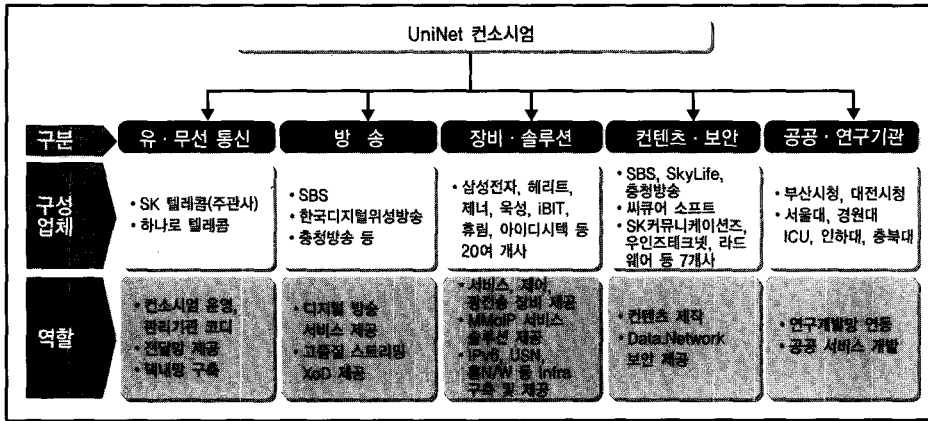 UniNet 컨소시엄
구분
유·무선 통신
방 송
장비·솔루션
컨텐츠·보안
공공·연구기관
구성
업체
• SK 텔레콤(주관사)
• 하나로 텔레콤
• SBS
• 한국디지털위성방송
• 충청방송 등
• 삼성전자, 헤리트,
제너, 욱성, iBIT,
휴림, 아이디시텍 등
20여 개사
• SBS, SkyLife,
충청방송
• 씨큐어 소프트
• SK커뮤니케이션즈,
우인즈테크넷, 라드
웨어 등 7개사
• 부산시청, 대전시청
• 서울대, 경원대
ICU, 인하대, 충북대
역할
• 컨소시엄 운영,
관리기관 코디
• 전달망 제공
• 댁내망 구축
• 디지털 방송
서비스 제공
• 고품질 스트리밍
XoD 제공
• 서비스, 제어,
광전송 장비 제공
• MMoIP 서비스
솔루션 제공
• IPv6, USN,
홈N/W 등 Infra
구축 및 제공
• 컨텐츠 제작
• Data.Network
보안 제공
• 연구개발망 연동
• 공공 서비스 개발